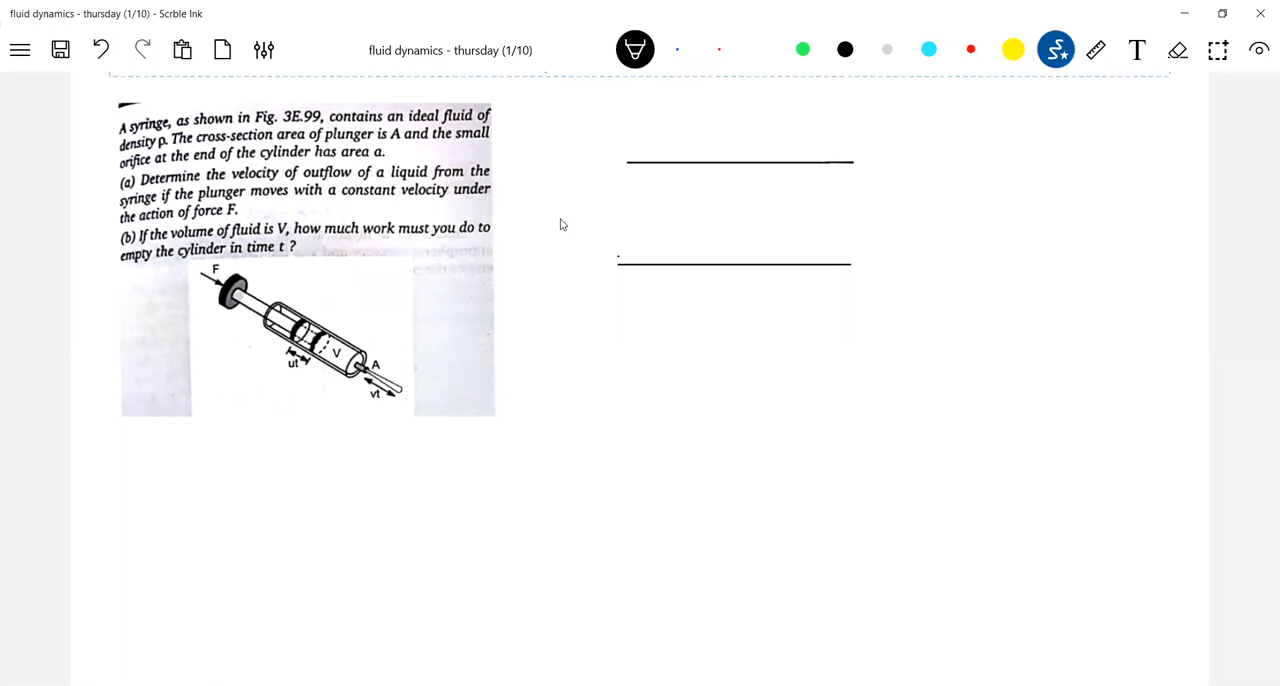 fluid dynamics - thursday (1/10) - Scrble Ink
fluid dynamics - thursday (1/10)
T
A syringe, as shown in Fig. 3E.99, contains an ideal fluid of
density ρ. The cross-section area of plunger is A and the small
orifice at the end of the cylinder has area a.
(a) Determine the velocity of outflow of a liquid from the
syringe if the plunger moves with a constant velocity under
the action of force F.
(b) If the volume of fluid is V, how much work must you do to
empty the cylinder in time t ?
F
V
A
ut
vt